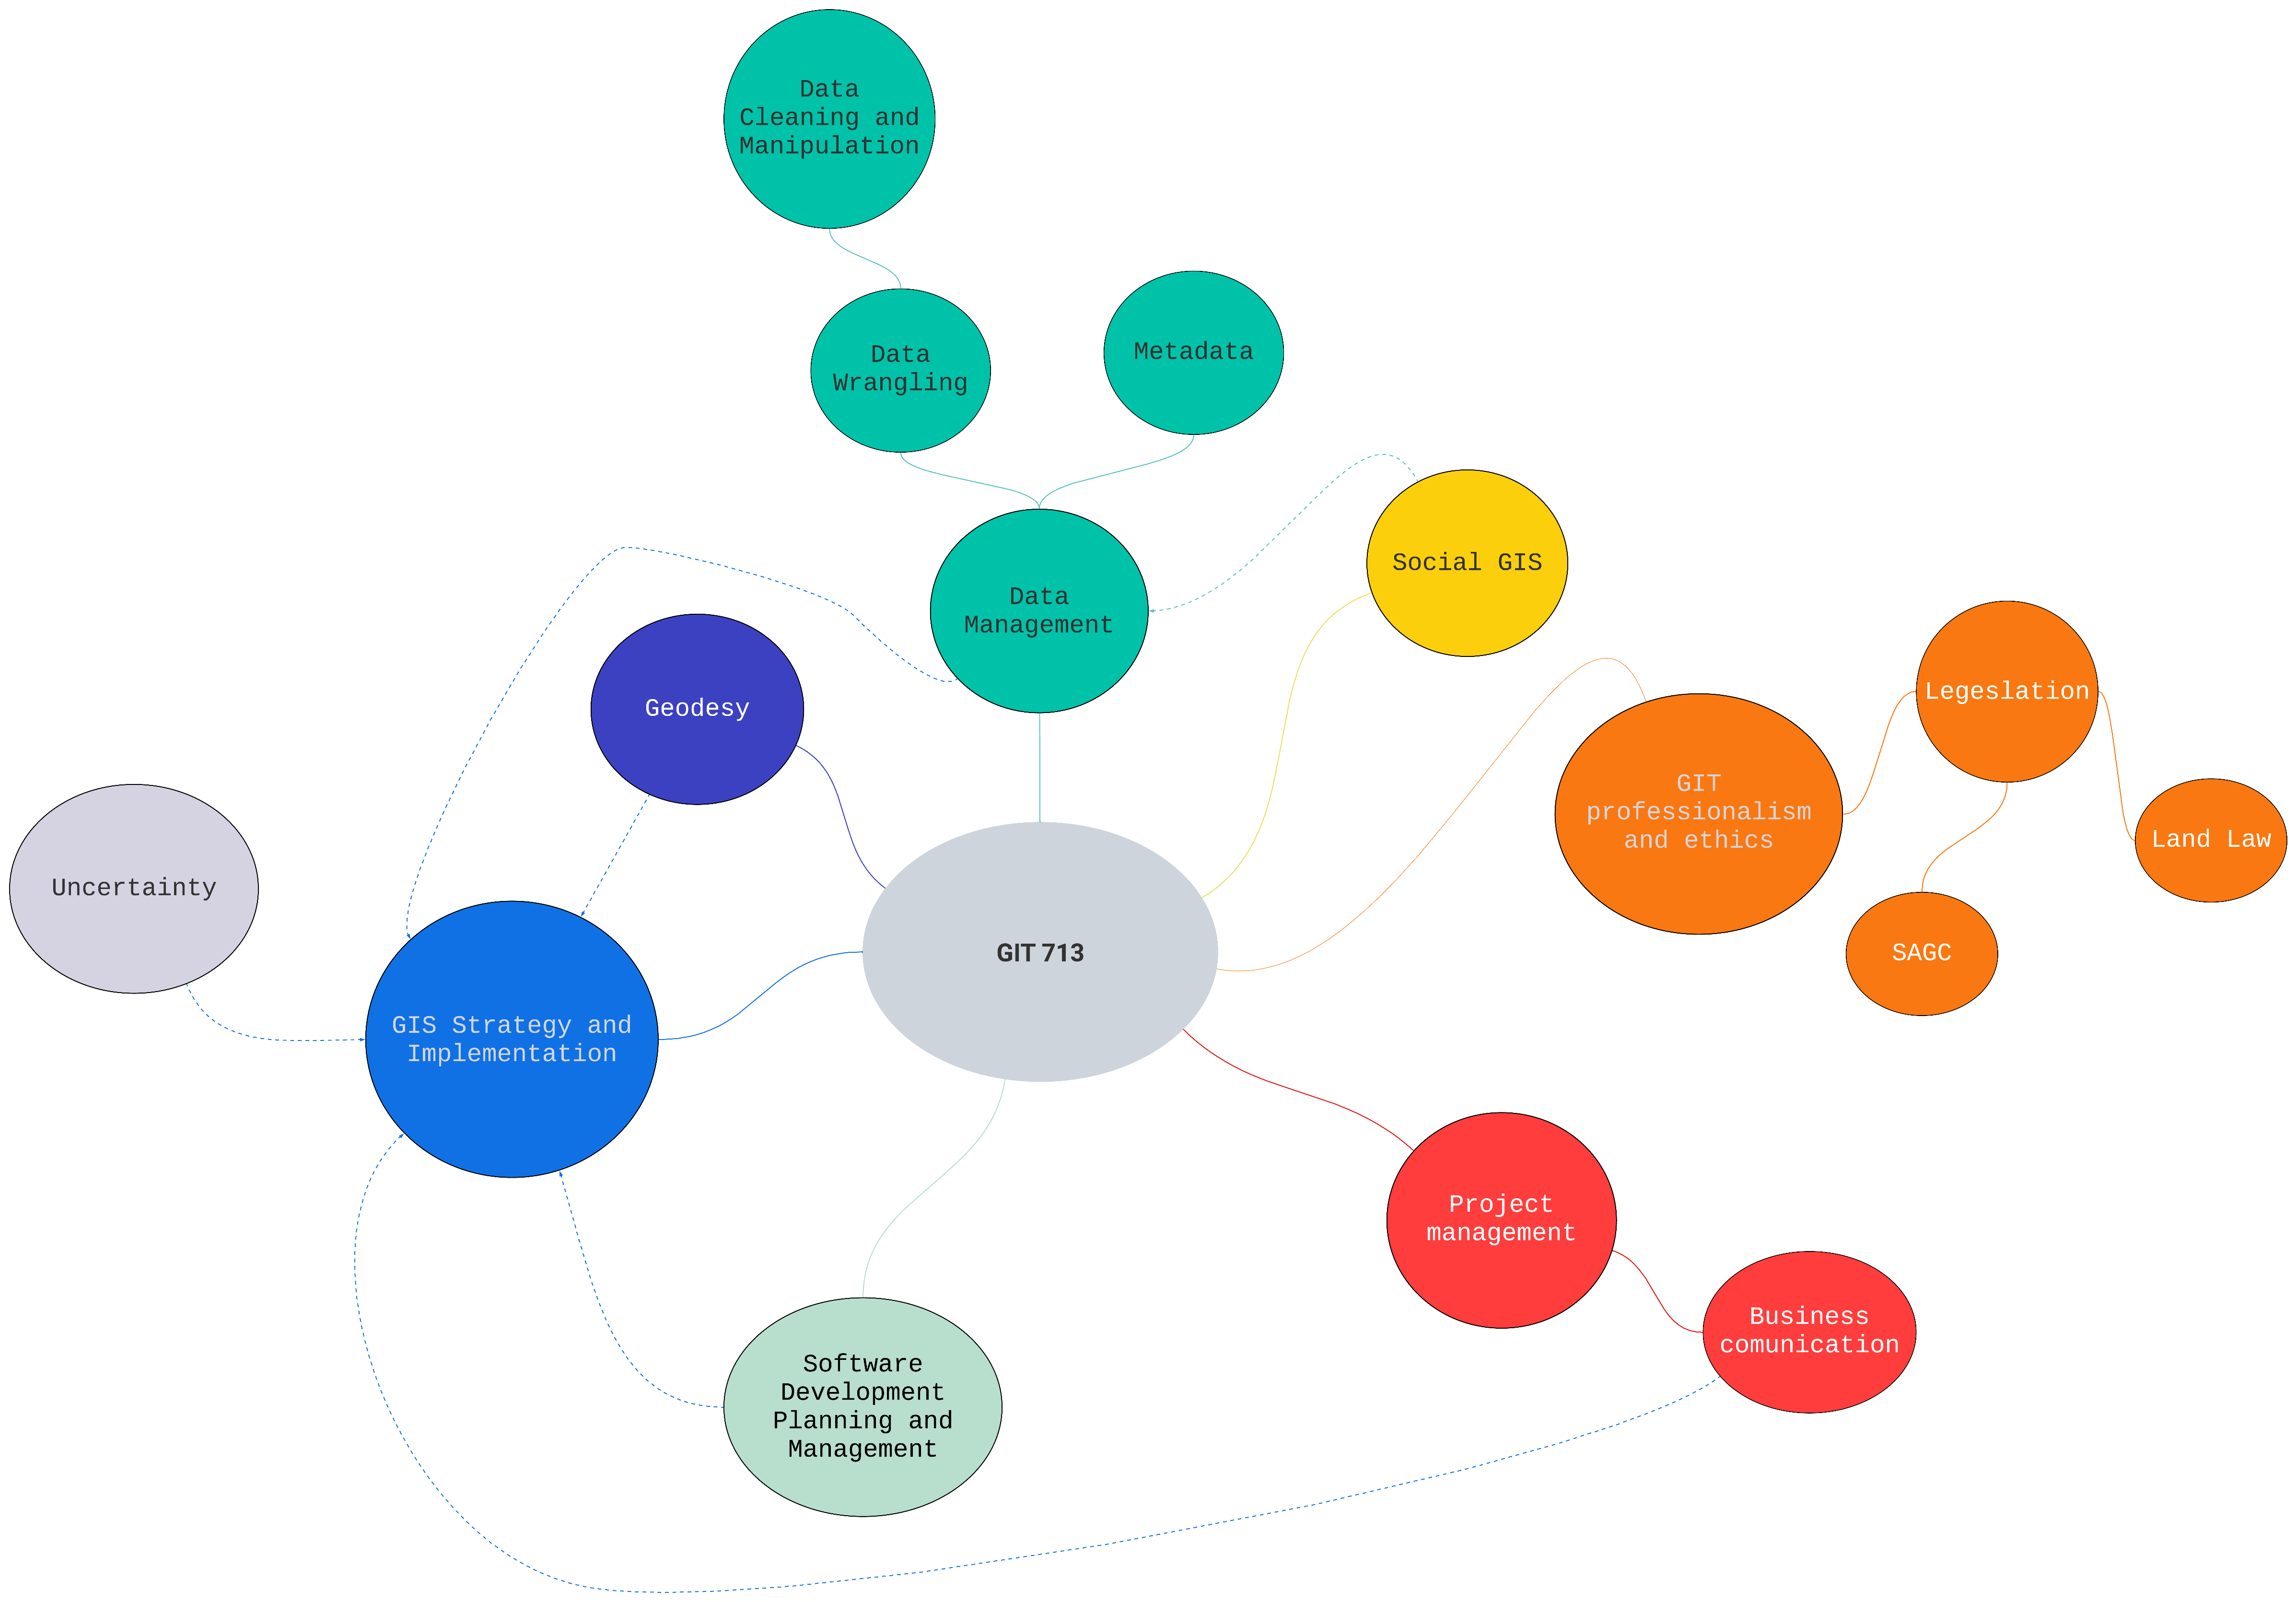 Data
Cleaning and
Manipulation
Data
Wrangling
Metadata
Social GIS
Data
Management
Geodesy
Legeslation
GIT
professionalism
and ethics
Land Law
Uncertainty
SAGC
GIT 713
GIS Strategy and
Implementation
Project
management
Business
comunication
Software
Development
Planning and
Management